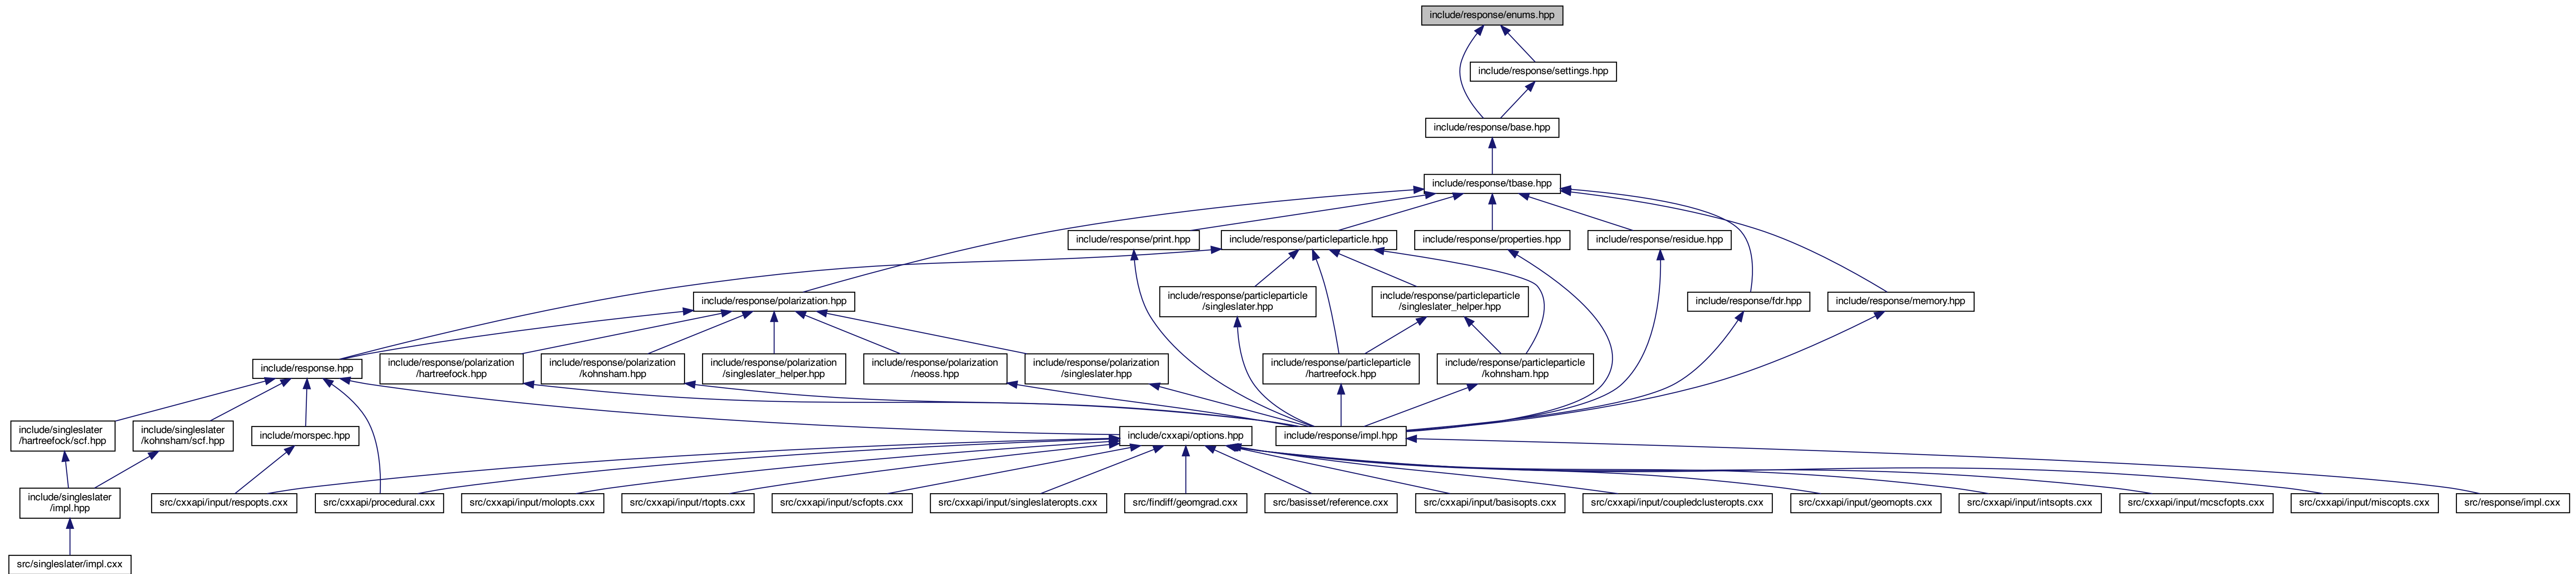 include/response/enums.hpp
include/response/settings.hpp
include/response/base.hpp
include/response/tbase.hpp
include/response/print.hpp
include/response/particleparticle.hpp
include/response/properties.hpp
include/response/residue.hpp
include/response/polarization.hpp
include/response/particleparticle
/singleslater.hpp
include/response/particleparticle
/singleslater_helper.hpp
include/response/fdr.hpp
include/response/memory.hpp
include/response.hpp
include/response/polarization
/hartreefock.hpp
include/response/polarization
/kohnsham.hpp
include/response/polarization
/singleslater_helper.hpp
include/response/polarization
/neoss.hpp
include/response/polarization
/singleslater.hpp
include/response/particleparticle
/hartreefock.hpp
include/response/particleparticle
/kohnsham.hpp
include/singleslater
/hartreefock/scf.hpp
include/singleslater
/kohnsham/scf.hpp
include/morspec.hpp
include/cxxapi/options.hpp
include/response/impl.hpp
include/singleslater
/impl.hpp
src/cxxapi/input/respopts.cxx
src/cxxapi/procedural.cxx
src/cxxapi/input/molopts.cxx
src/cxxapi/input/rtopts.cxx
src/cxxapi/input/scfopts.cxx
src/cxxapi/input/singleslateropts.cxx
src/findiff/geomgrad.cxx
src/basisset/reference.cxx
src/cxxapi/input/basisopts.cxx
src/cxxapi/input/coupledclusteropts.cxx
src/cxxapi/input/geomopts.cxx
src/cxxapi/input/intsopts.cxx
src/cxxapi/input/mcscfopts.cxx
src/cxxapi/input/miscopts.cxx
src/response/impl.cxx
src/singleslater/impl.cxx